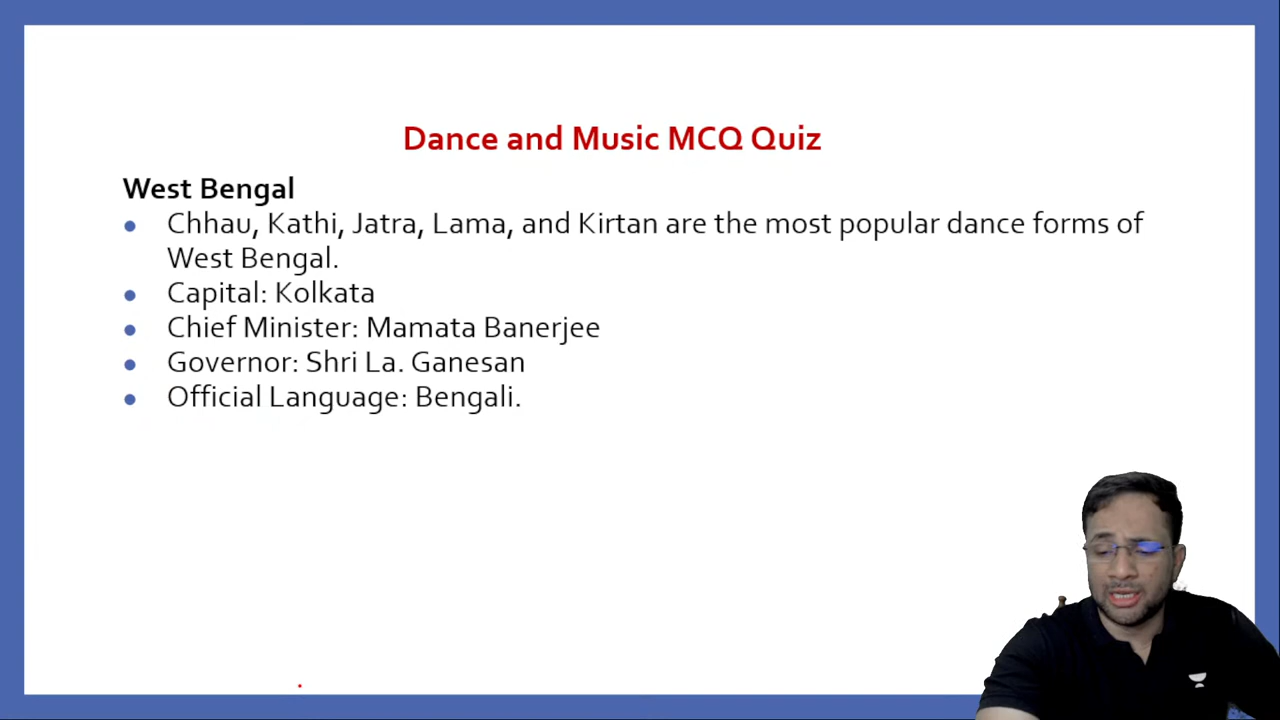 Dance and Music MCQ Quiz
West Bengal
• Chhau, Kathi, Jatra, Lama, and Kirtan are the most popular dance forms of
West Bengal.
• Capital: Kolkata
• Chief Minister: Mamata Banerjee
• Governor: Shri La. Ganesan
• Official Language: Bengali.